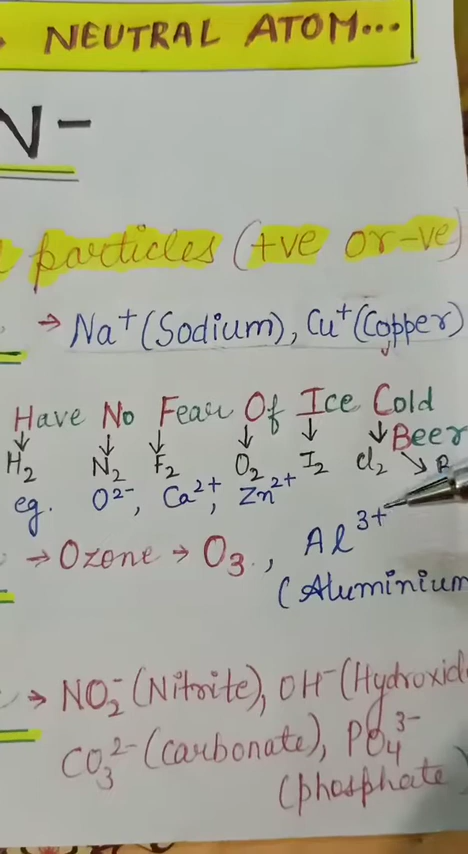 NEUTRAL ATOM...
N-
particles (+ve or -ve)
→ Na⁺ (Sodium), Cu⁺ (Copper)
Have No Fear Of Ice Cold
Beer
↓ ↓ ↓ ↓ ↓ ↓ ↘
H₂ N₂ F₂ O₂ I₂ Cl₂ B
eg. O²⁻, Ca²⁺, Zn²⁺
→ Ozone → O₃, Al³⁺
(Aluminium
→ NO₂⁻ (Nitrite), OH⁻ (Hydroxid
CO₃²⁻ (carbonate), PO₄³⁻
(phosphate)